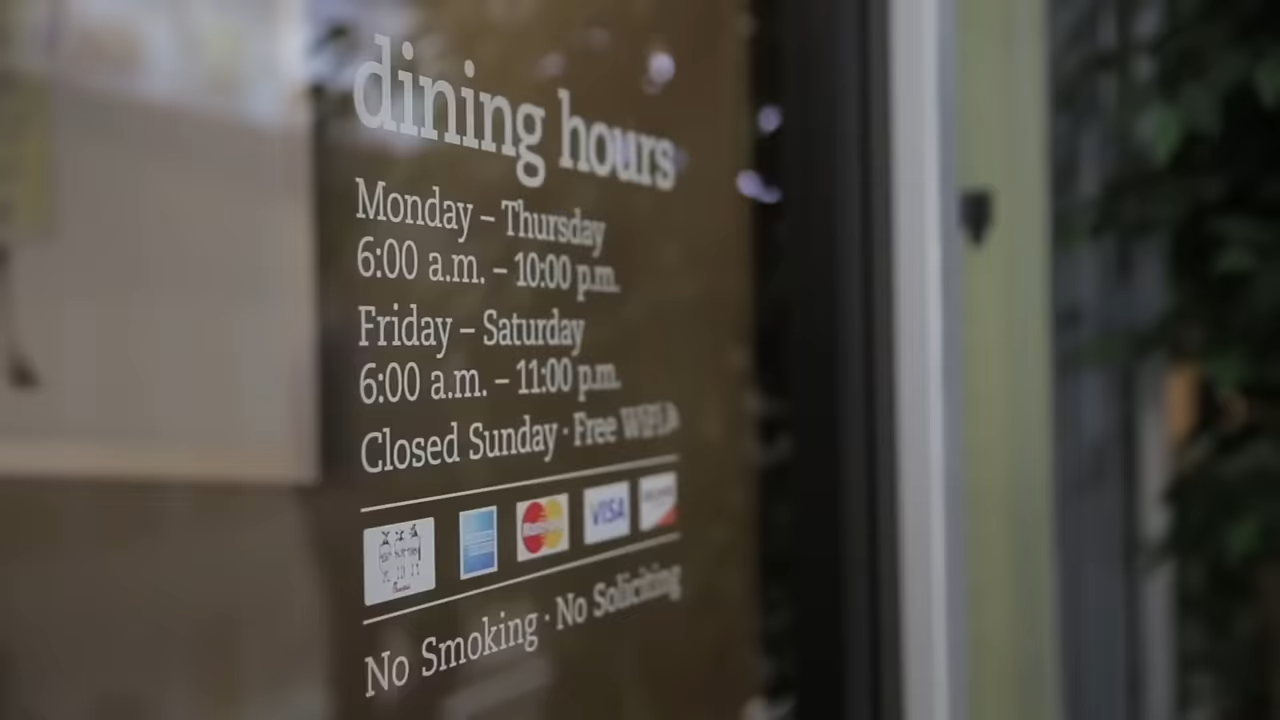 dining hours
Monday – Thursday
6:00 a.m. – 10:00 p.m.
Friday – Saturday
6:00 a.m. – 11:00 p.m.
Closed Sunday · Free
VISA
No Smoking · No Soliciting